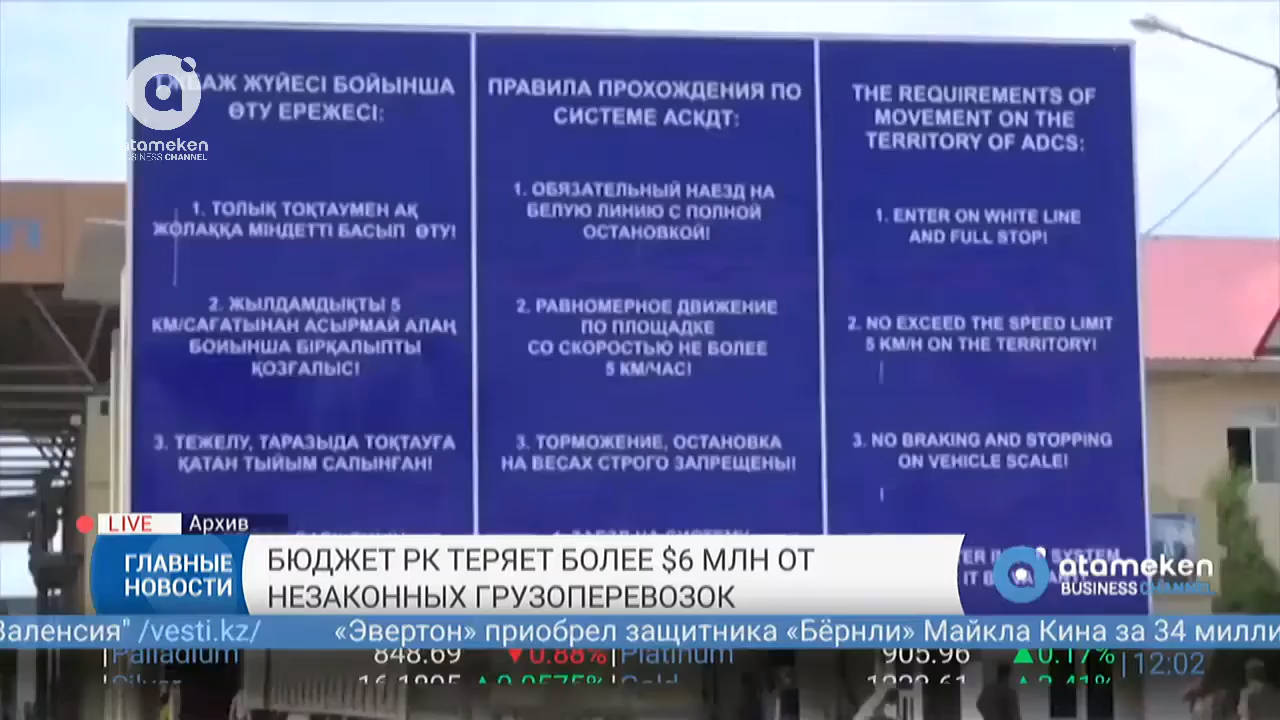 atameken
BUSINESS CHANNEL
ЖҮЙЕСІ БОЙЫНША
ӨТУ ЕРЕЖЕСІ:
1. ТОЛЫҚ ТОҚТАУМЕН АҚ
ЖОЛАҚҚА МІНДЕТТІ БАСЫП ӨТУ!
2. ЖЫЛДАМДЫҚТЫ 5
КМ/САҒАТЫНАН АСЫРМАЙ АЛАҢ
БОЙЫНША БІРҚАЛЫПТЫ
ҚОЗҒАЛЫС!
3. ТЕЖЕЛУ, ТАРАЗЫДА ТОҚТАУҒА
ҚАТАН ТЫЙЫМ САЛЫНҒАН!
ПРАВИЛА ПРОХОЖДЕНИЯ ПО
СИСТЕМЕ АСКДТ:
1. ОБЯЗАТЕЛЬНЫЙ НАЕЗД НА
БЕЛУЮ ЛИНИЮ С ПОЛНОЙ
ОСТАНОВКОЙ!
2. РАВНОМЕРНОЕ ДВИЖЕНИЕ
ПО ПЛОЩАДКЕ
СО СКОРОСТЬЮ НЕ БОЛЕЕ
5 КМ/ЧАС!
3. ТОРМОЖЕНИЕ, ОСТАНОВКА
НА ВЕСАХ СТРОГО ЗАПРЕЩЕНЫ!
THE REQUIREMENTS OF
MOVEMENT ON THE
TERRITORY OF ADCS:
1. ENTER ON WHITE LINE
AND FULL STOP!
2. NO EXCEED THE SPEED LIMIT
5 KM/H ON THE TERRITORY!
3. NO BRAKING AND STOPPING
ON VEHICLE SCALE!
LIVE Архив
ГЛАВНЫЕ
НОВОСТИ
БЮДЖЕТ РК ТЕРЯЕТ БОЛЕЕ $6 МЛН ОТ
НЕЗАКОННЫХ ГРУЗОПЕРЕВОЗОК
atameken
BUSINESS CHANNEL
Валенсия" /vesti.kz/ «Эвертон» приобрел защитника «Бёрнли» Майкла Кина за 34
Palladium 848.69 ▼0.88% Platinum 905.96 ▲0.17% 12:02